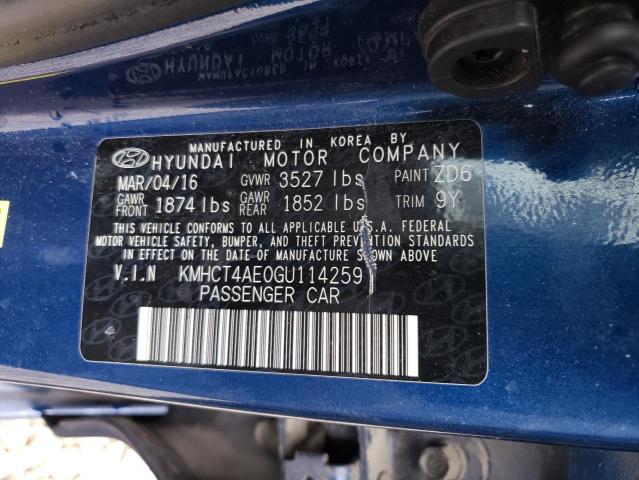 MANUFACTURED IN KOREA BY
HYUNDAI MOTOR COMPANY
MAR/04/16 GVWR 3527 lbs PAINT ZD6
GAWR FRONT 1874 lbs GAWR REAR 1852 lbs TRIM 9Y
THIS VEHICLE CONFORMS TO ALL APPLICABLE U.S.A. FEDERAL
MOTOR VEHICLE SAFETY, BUMPER, AND THEFT PREVENTION STANDARDS
IN EFFECT ON THE DATE OF MANUFACTURE SHOWN ABOVE
V.I.N KMHCT4AE0GU114259
PASSENGER CAR